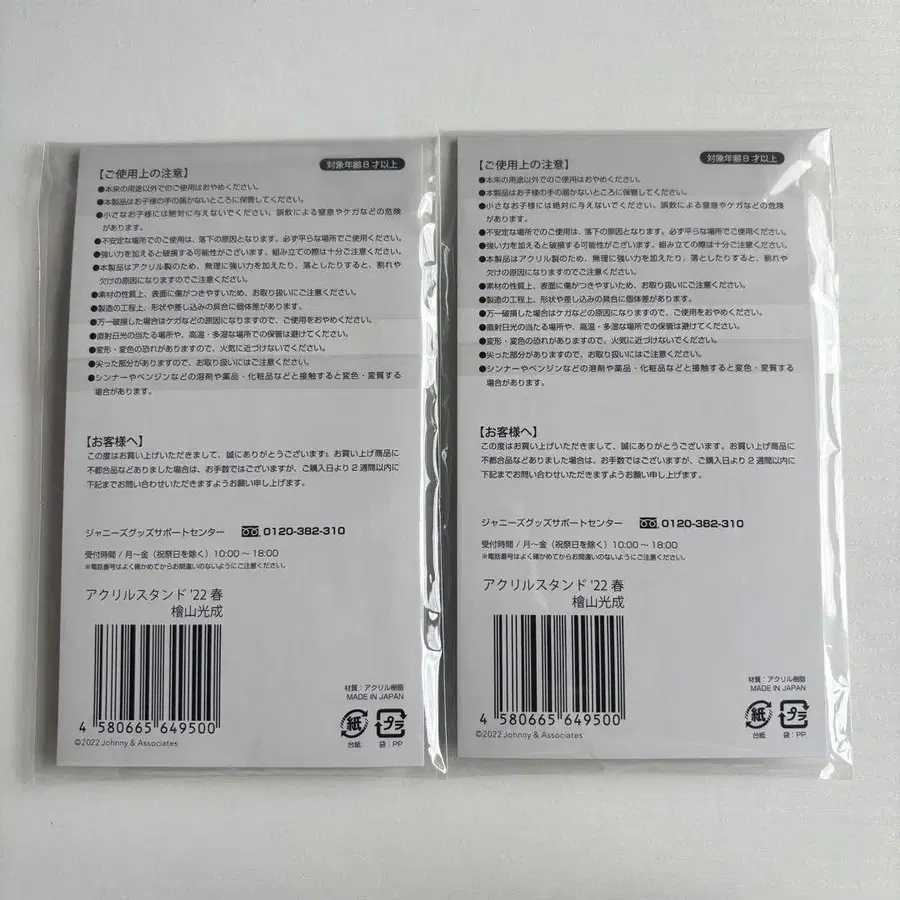 対象年齢8才以上
【ご使用上の注意】
●本来の用途以外でのご使用はおやめください。
●本製品はお子様の手の届かないところに保管してください。
●小さなお子様には絶対に与えないでください。誤飲による窒息やケガなどの危険
があります。
●不安定な場所でのご使用は、落下の原因となります。必ず平らな場所でご使用ください。
●強い力を加えると破損する可能性がございます。組み立ての際は十分ご注意ください。
●本製品はアクリル製のため、無理に強い力を加えたり、落としたりすると、割れや
欠けの原因になりますのでご注意ください。
●素材の性質上、表面に傷がつきやすいため、お取り扱いにご注意ください。
●製造の工程上、形状や差し込みの具合に個体差があります。
●万一破損した場合はケガなどの原因になりますので、ご使用をおやめください。
●直射日光の当たる場所や、高温・多湿な場所での保管は避けてください。
●変形・変色の恐れがありますので、火気に近づけないでください。
●尖った部分がありますので、お取り扱いにはご注意ください。
●シンナーやベンジンなどの溶剤や薬品・化粧品などと接触すると変色・変質する
場合があります。
【お客様へ】
この度はお買い上げいただきまして、誠にありがとうございます。お買い上げ商品に
不都合品などありました場合は、お手数ではございますが、ご購入日より2週間以内に
下記までお問い合わせいただきますようお願い申し上げます。
ジャニーズグッズサポートセンター 0120-382-310
受付時間 / 月〜金（祝祭日を除く）10:00〜18:00
※電話番号はよく確かめてからお間違いのないようにご注意ください。
アクリルスタンド '22 春
檜山光成
材質：アクリル樹脂
MADE IN JAPAN
4 580665 649500
紙 プラ
台紙 袋：PP
©2022 Johnny & Associates
対象年齢8才以上
【ご使用上の注意】
●本来の用途以外でのご使用はおやめください。
●本製品はお子様の手の届かないところに保管してください。
●小さなお子様には絶対に与えないでください。誤飲による窒息やケガなどの危険
があります。
●不安定な場所でのご使用は、落下の原因となります。必ず平らな場所でご使用ください。
●強い力を加えると破損する可能性がございます。組み立ての際は十分ご注意ください。
●本製品はアクリル製のため、無理に強い力を加えたり、落としたりすると、割れや
欠けの原因になりますのでご注意ください。
●素材の性質上、表面に傷がつきやすいため、お取り扱いにご注意ください。
●製造の工程上、形状や差し込みの具合に個体差があります。
●万一破損した場合はケガなどの原因になりますので、ご使用をおやめください。
●直射日光の当たる場所や、高温・多湿な場所での保管は避けてください。
●変形・変色の恐れがありますので、火気に近づけないでください。
●尖った部分がありますので、お取り扱いにはご注意ください。
●シンナーやベンジンなどの溶剤や薬品・化粧品などと接触すると変色・変質する
場合があります。
【お客様へ】
この度はお買い上げいただきまして、誠にありがとうございます。お買い上げ商品に
不都合品などありました場合は、お手数ではございますが、ご購入日より2週間以内に
下記までお問い合わせいただきますようお願い申し上げます。
ジャニーズグッズサポートセンター 0120-382-310
受付時間 / 月〜金（祝祭日を除く）10:00〜18:00
※電話番号はよく確かめてからお間違いのないようにご注意ください。
アクリルスタンド '22 春
檜山光成
材質：アクリル樹脂
MADE IN JAPAN
4 580665 649500
紙 プラ
台紙 袋：PP
©2022 Johnny & Associates